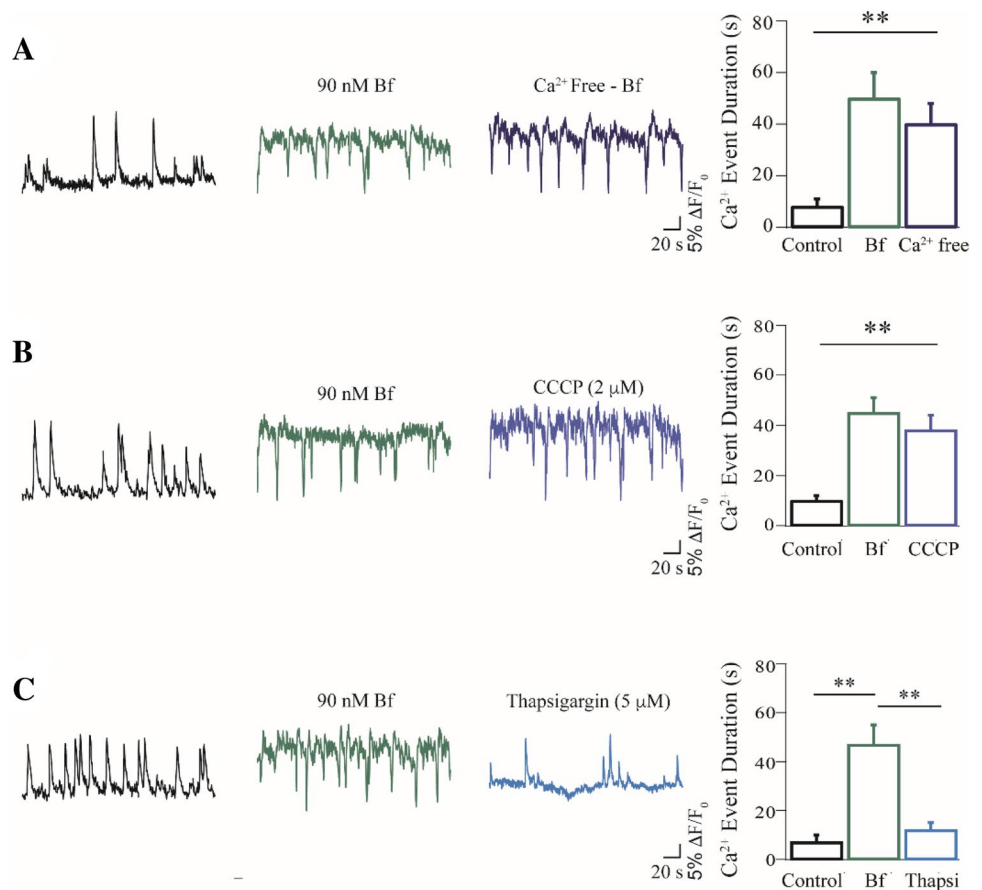 A
90 nM Bf
Ca²⁺ Free - Bf
5% ΔF/F₀
20 s
**
Ca²⁺ Event Duration (s)
80
60
40
20
0
Control
Bf
Ca²⁺ free
B
90 nM Bf
CCCP (2 μM)
5% ΔF/F₀
20 s
**
Ca²⁺ Event Duration (s)
80
60
40
20
0
Control
Bf
CCCP
C
90 nM Bf
Thapsigargin (5 μM)
5% ΔF/F₀
20 s
**
**
Ca²⁺ Event Duration (s)
80
60
40
20
0
Control
Bf
Thapsi